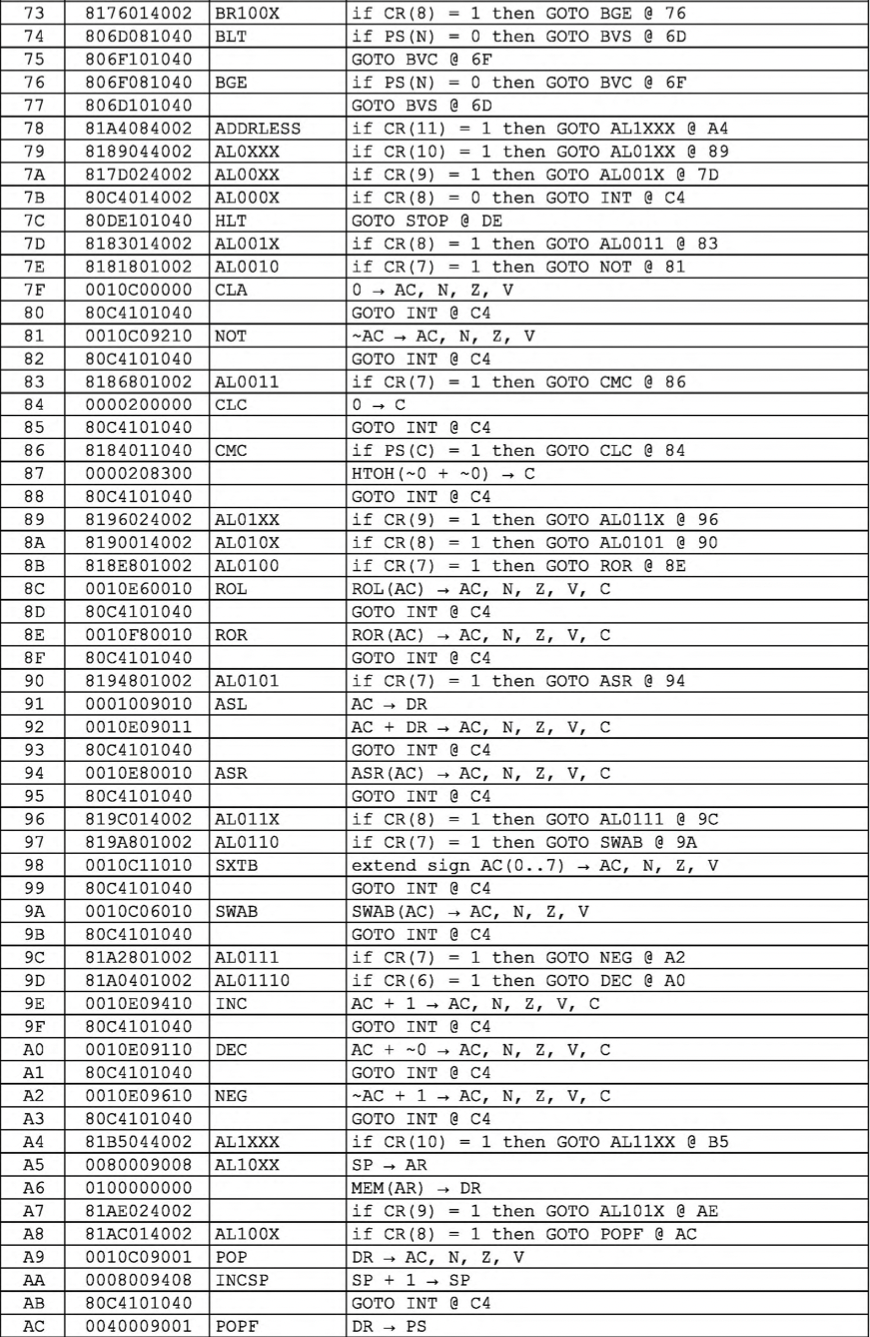 73 8176014002 BR100X if CR(8) = 1 then GOTO BGE @ 76
74 806D081040 BLT if PS(N) = 0 then GOTO BVS @ 6D
75 806F101040 GOTO BVC @ 6F
76 806F081040 BGE if PS(N) = 0 then GOTO BVC @ 6F
77 806D101040 GOTO BVS @ 6D
78 81A4084002 ADDRLESS if CR(11) = 1 then GOTO AL1XXX @ A4
79 8189044002 AL0XXX if CR(10) = 1 then GOTO AL01XX @ 89
7A 817D024002 AL00XX if CR(9) = 1 then GOTO AL001X @ 7D
7B 80C4014002 AL000X if CR(8) = 0 then GOTO INT @ C4
7C 80DE101040 HLT GOTO STOP @ DE
7D 8183014002 AL001X if CR(8) = 1 then GOTO AL0011 @ 83
7E 8181801002 AL0010 if CR(7) = 1 then GOTO NOT @ 81
7F 0010C00000 CLA 0 → AC, N, Z, V
80 80C4101040 GOTO INT @ C4
81 0010C09210 NOT ~AC → AC, N, Z, V
82 80C4101040 GOTO INT @ C4
83 8186801002 AL0011 if CR(7) = 1 then GOTO CMC @ 86
84 0000200000 CLC 0 → C
85 80C4101040 GOTO INT @ C4
86 8184011040 CMC if PS(C) = 1 then GOTO CLC @ 84
87 0000208300 HTOH(~0 + ~0) → C
88 80C4101040 GOTO INT @ C4
89 8196024002 AL01XX if CR(9) = 1 then GOTO AL011X @ 96
8A 8190014002 AL010X if CR(8) = 1 then GOTO AL0101 @ 90
8B 818E801002 AL0100 if CR(7) = 1 then GOTO ROR @ 8E
8C 0010E60010 ROL ROL(AC) → AC, N, Z, V, C
8D 80C4101040 GOTO INT @ C4
8E 0010F80010 ROR ROR(AC) → AC, N, Z, V, C
8F 80C4101040 GOTO INT @ C4
90 8194801002 AL0101 if CR(7) = 1 then GOTO ASR @ 94
91 0001009010 ASL AC → DR
92 0010E09011 AC + DR → AC, N, Z, V, C
93 80C4101040 GOTO INT @ C4
94 0010E80010 ASR ASR(AC) → AC, N, Z, V, C
95 80C4101040 GOTO INT @ C4
96 819C014002 AL011X if CR(8) = 1 then GOTO AL0111 @ 9C
97 819A801002 AL0110 if CR(7) = 1 then GOTO SWAB @ 9A
98 0010C11010 SXTB extend sign AC(0..7) → AC, N, Z, V
99 80C4101040 GOTO INT @ C4
9A 0010C06010 SWAB SWAB(AC) → AC, N, Z, V
9B 80C4101040 GOTO INT @ C4
9C 81A2801002 AL0111 if CR(7) = 1 then GOTO NEG @ A2
9D 81A0401002 AL01110 if CR(6) = 1 then GOTO DEC @ A0
9E 0010E09410 INC AC + 1 → AC, N, Z, V, C
9F 80C4101040 GOTO INT @ C4
A0 0010E09110 DEC AC + ~0 → AC, N, Z, V, C
A1 80C4101040 GOTO INT @ C4
A2 0010E09610 NEG ~AC + 1 → AC, N, Z, V, C
A3 80C4101040 GOTO INT @ C4
A4 81B5044002 AL1XXX if CR(10) = 1 then GOTO AL11XX @ B5
A5 0080009008 AL10XX SP → AR
A6 0100000000 MEM(AR) → DR
A7 81AE024002 if CR(9) = 1 then GOTO AL101X @ AE
A8 81AC014002 AL100X if CR(8) = 1 then GOTO POPF @ AC
A9 0010C09001 POP DR → AC, N, Z, V
AA 0008009408 INCSP SP + 1 → SP
AB 80C4101040 GOTO INT @ C4
AC 0040009001 POPF DR → PS